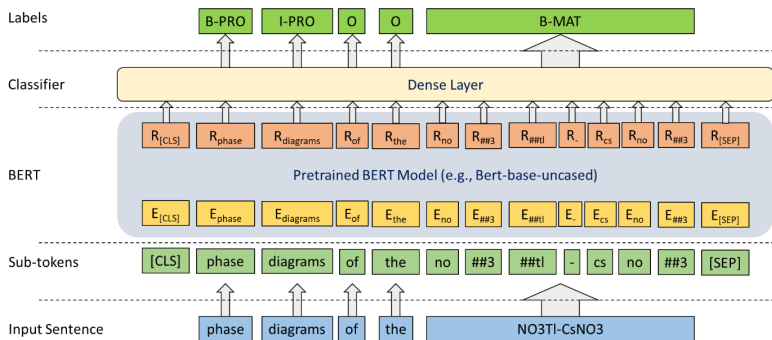 Labels B-PRO I-PRO O O B-MAT
Classifier Dense Layer
R[CLS] Rphase Rdiagrams Rof Rthe Rno R##3 R##tl R- Rcs Rno R##3 R[SEP]
BERT Pretrained BERT Model (e.g., Bert-base-uncased)
E[CLS] Ephase Ediagrams Eof Ethe Eno E##3 E##tl E- Ecs Eno E##3 E[SEP]
Sub-tokens [CLS] phase diagrams of the no ##3 ##tl - cs no ##3 [SEP]
Input Sentence phase diagrams of the NO3Tl-CsNO3